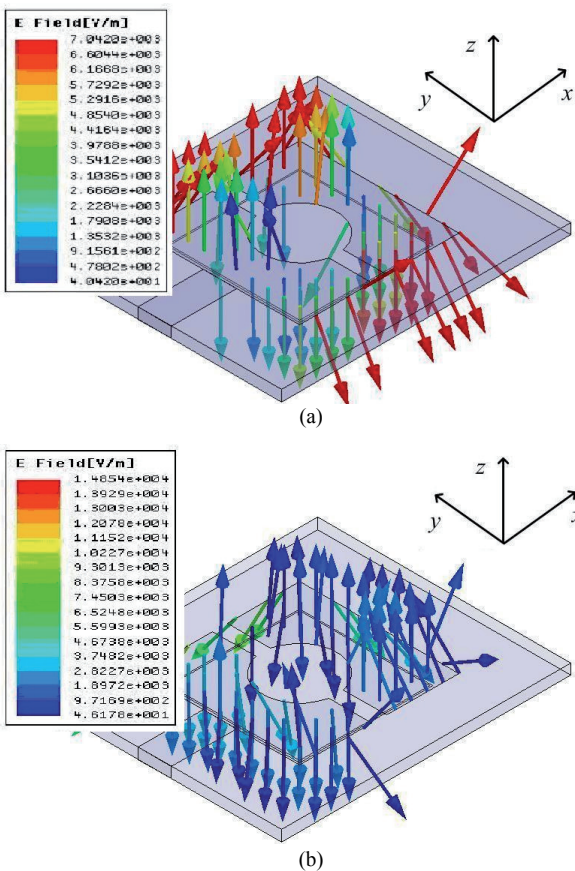 E Field[V/m]
7.0420e+003
6.6044e+003
6.1668e+003
5.7292e+003
5.2916e+003
4.8540e+003
4.4164e+003
3.9788e+003
3.5412e+003
3.1036e+003
2.6660e+003
2.2284e+003
1.7908e+003
1.3532e+003
9.1561e+002
4.7802e+002
4.0420e+001
z
y
x
(a)
E Field[V/m]
1.4854e+004
1.3929e+004
1.3003e+004
1.2078e+004
1.1152e+004
1.0227e+004
9.3013e+003
8.3758e+003
7.4503e+003
6.5248e+003
5.5993e+003
4.6738e+003
3.7482e+003
2.8227e+003
1.8972e+003
9.7169e+002
4.6178e+001
z
y
x
(b)